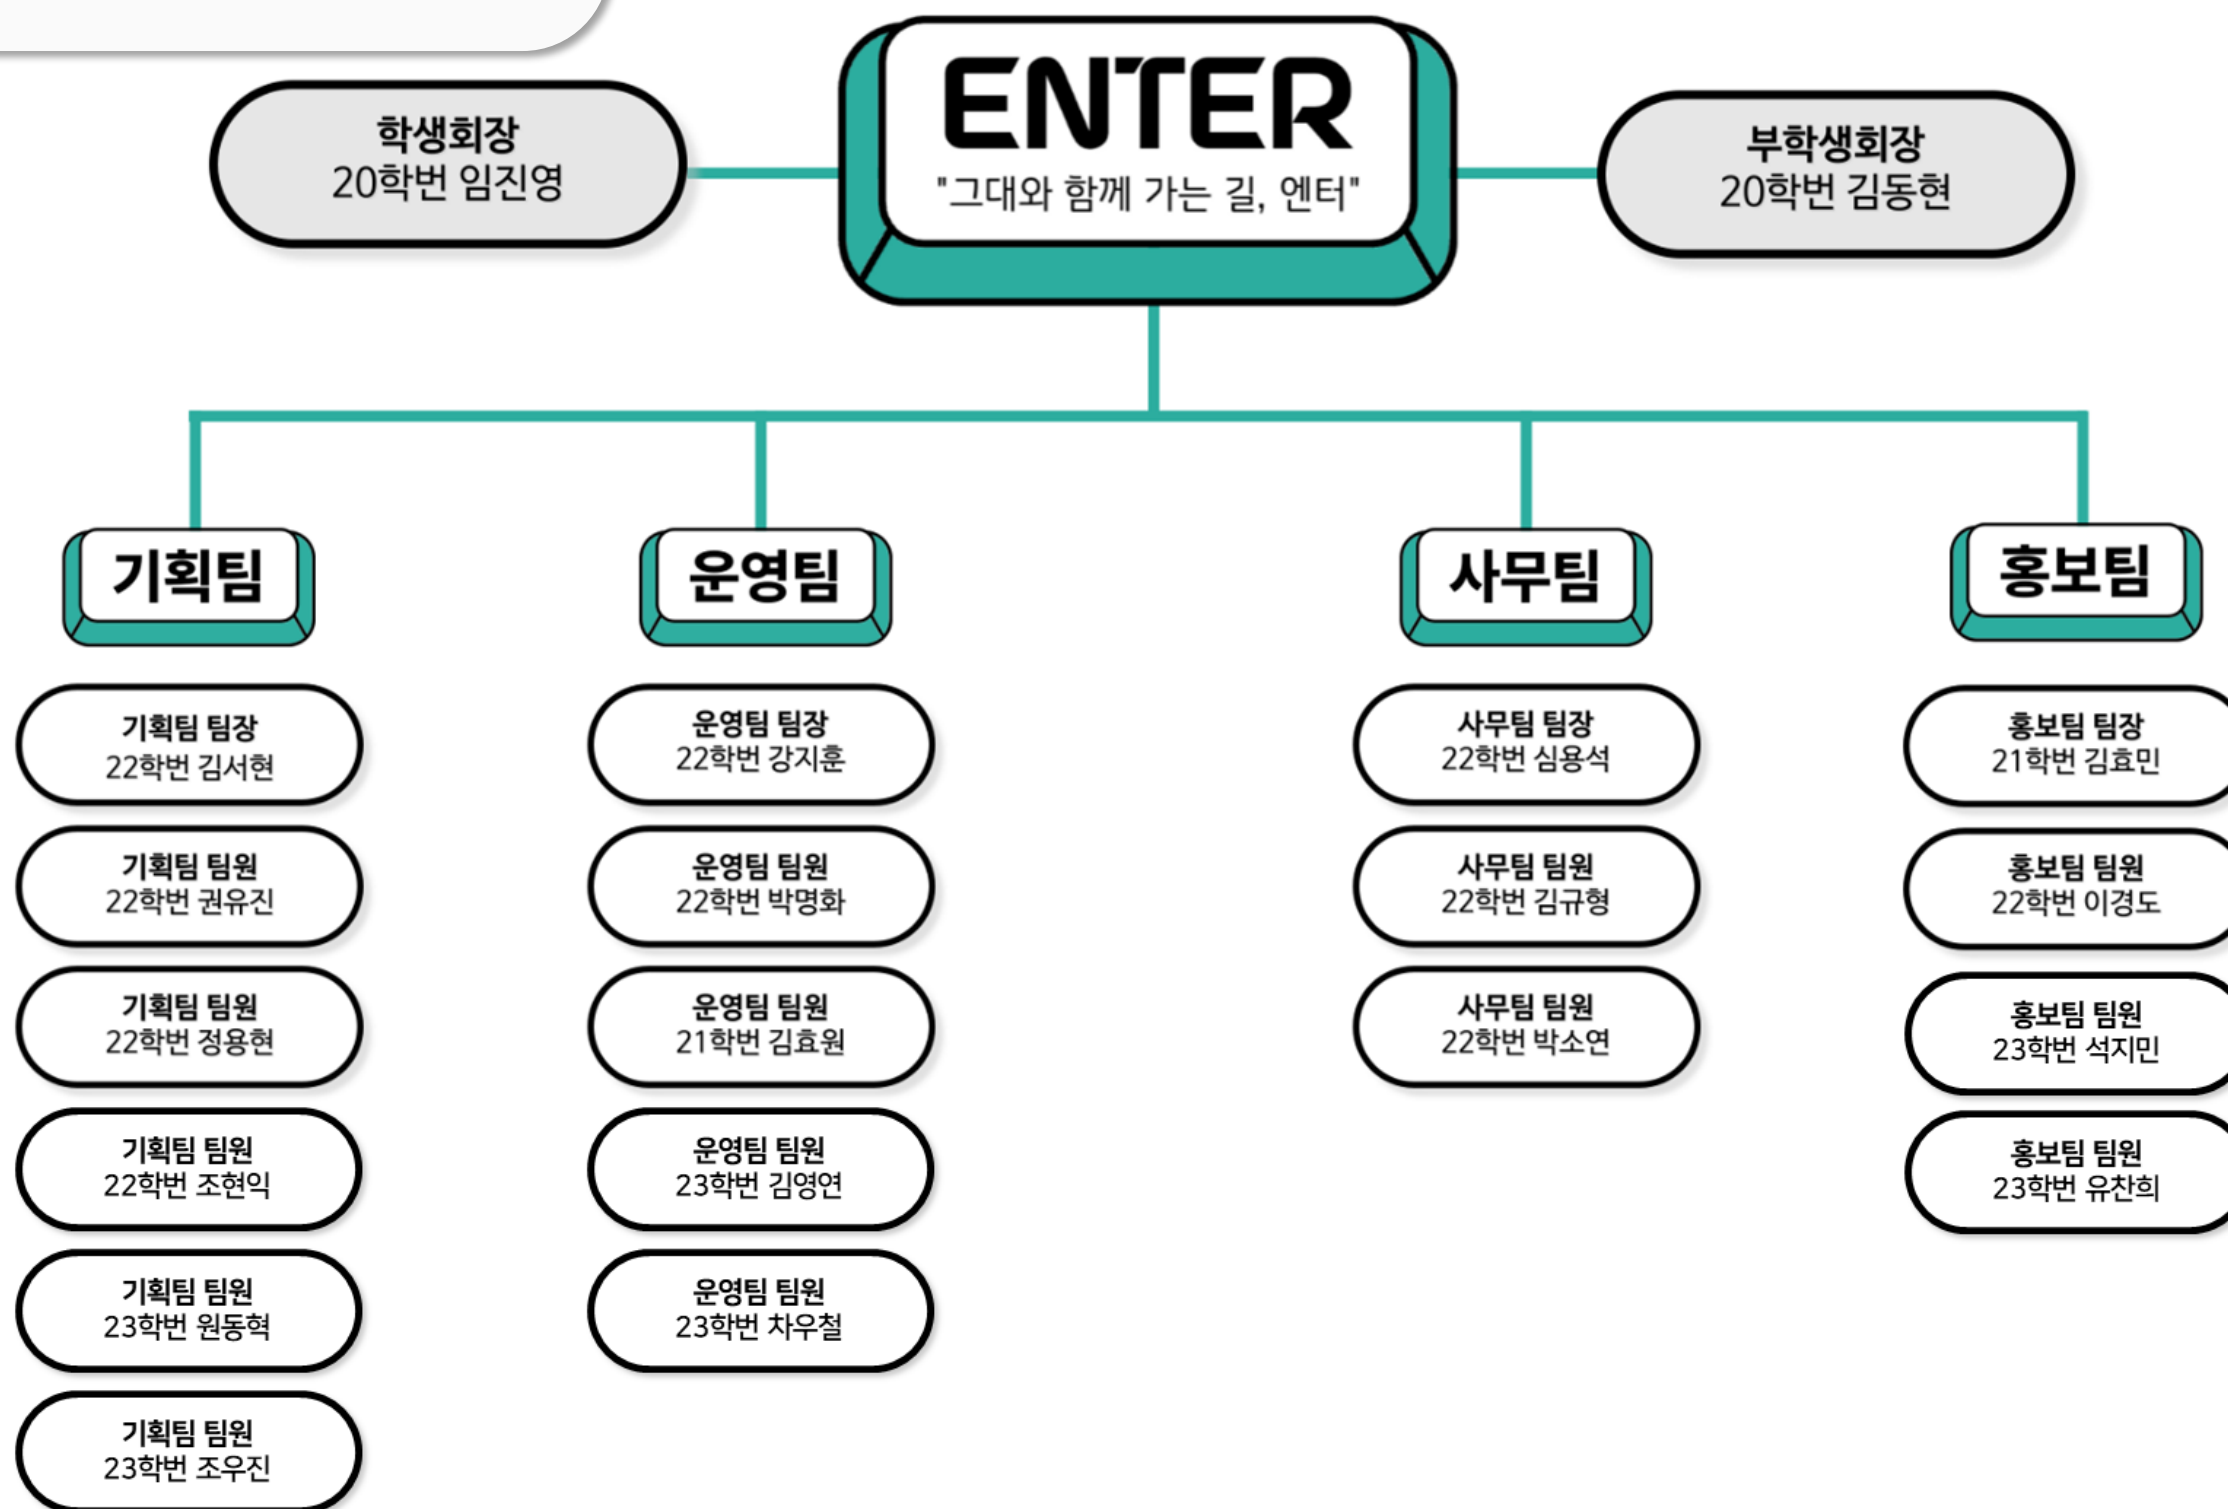 ENTER
"그대와 함께 가는 길, 엔터"
학생회장
20학번 임진영
부학생회장
20학번 김동현
기획팀
기획팀 팀장
22학번 김서현
기획팀 팀원
22학번 권유진
기획팀 팀원
22학번 정용현
기획팀 팀원
22학번 조현익
기획팀 팀원
23학번 원동혁
기획팀 팀원
23학번 조우진
운영팀
운영팀 팀장
22학번 강지훈
운영팀 팀원
22학번 박명화
운영팀 팀원
21학번 김효원
운영팀 팀원
23학번 김영연
운영팀 팀원
23학번 차우철
사무팀
사무팀 팀장
22학번 심용석
사무팀 팀원
22학번 김규형
사무팀 팀원
22학번 박소연
홍보팀
홍보팀 팀장
21학번 김효민
홍보팀 팀원
22학번 이경도
홍보팀 팀원
23학번 석지민
홍보팀 팀원
23학번 유찬희